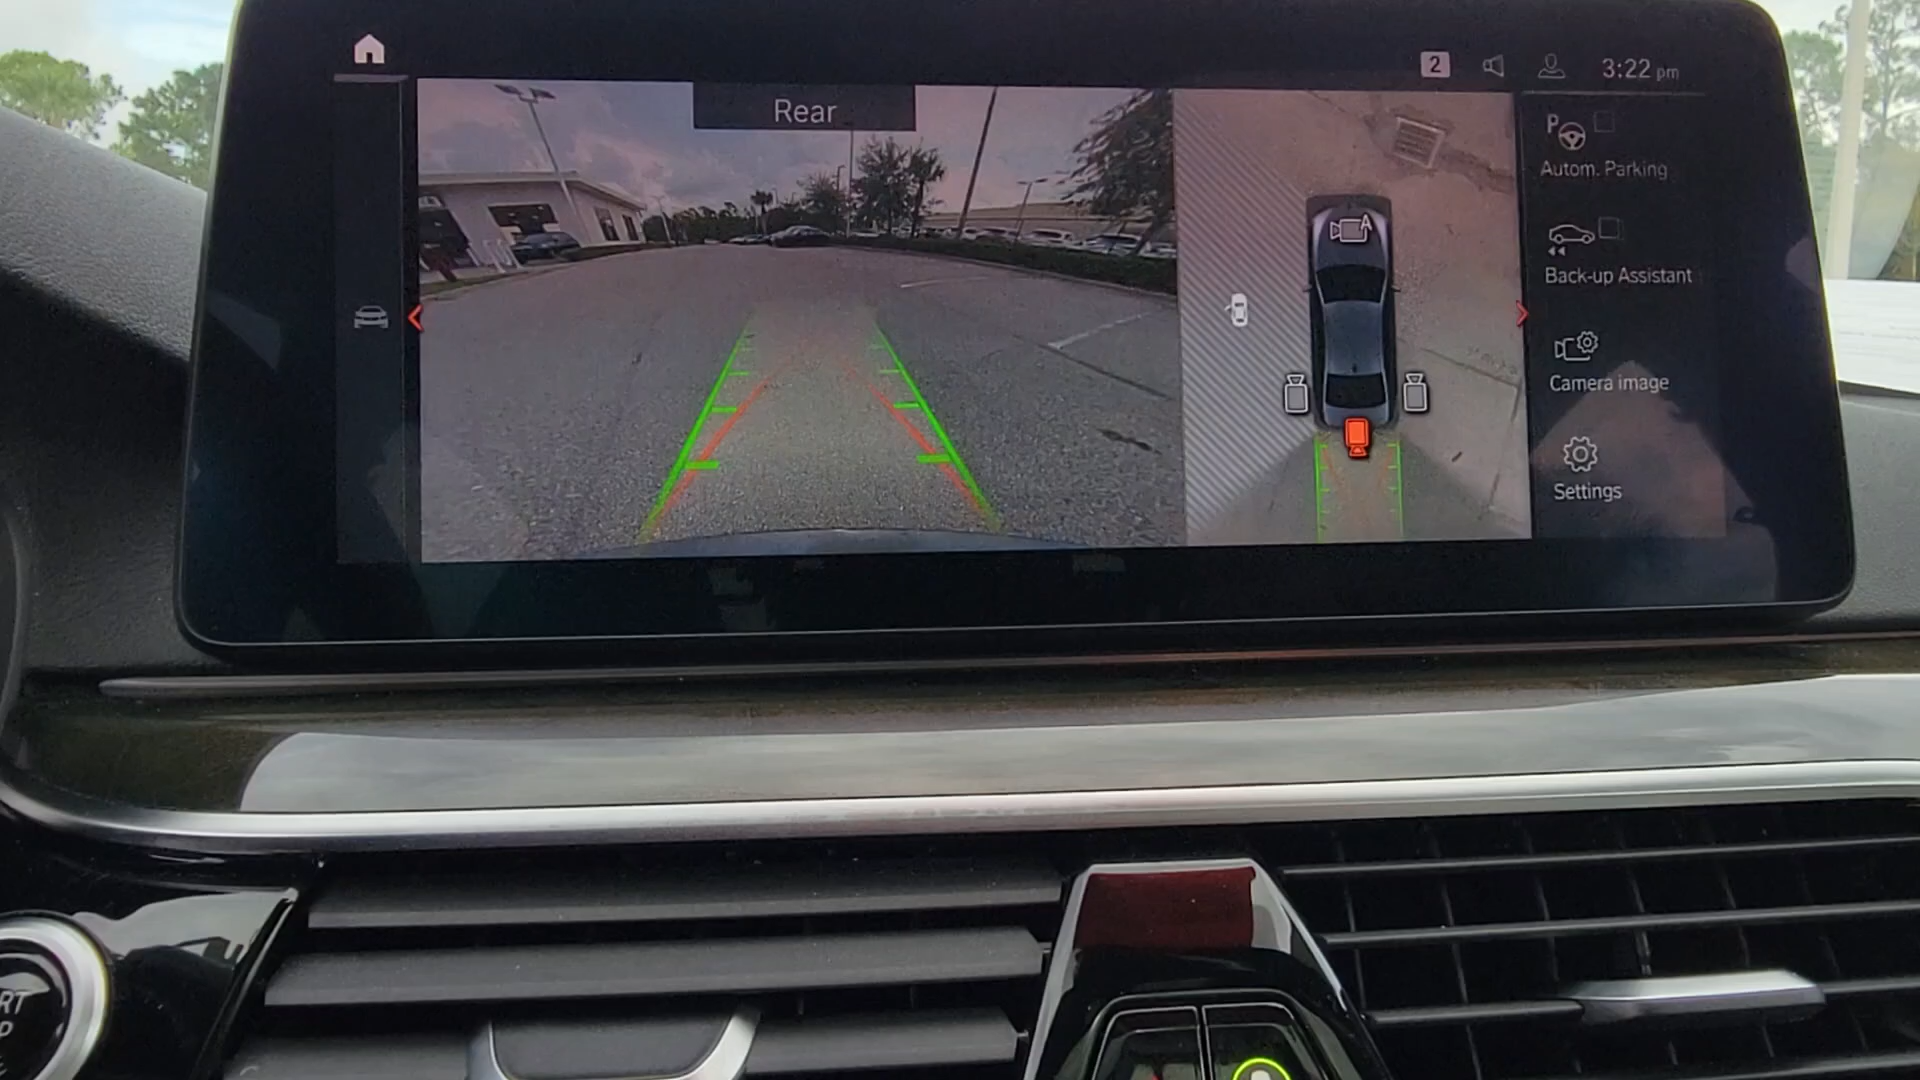 2
3:22 pm
Rear
P
Autom. Parking
A
Back-up Assistant
Camera image
Settings